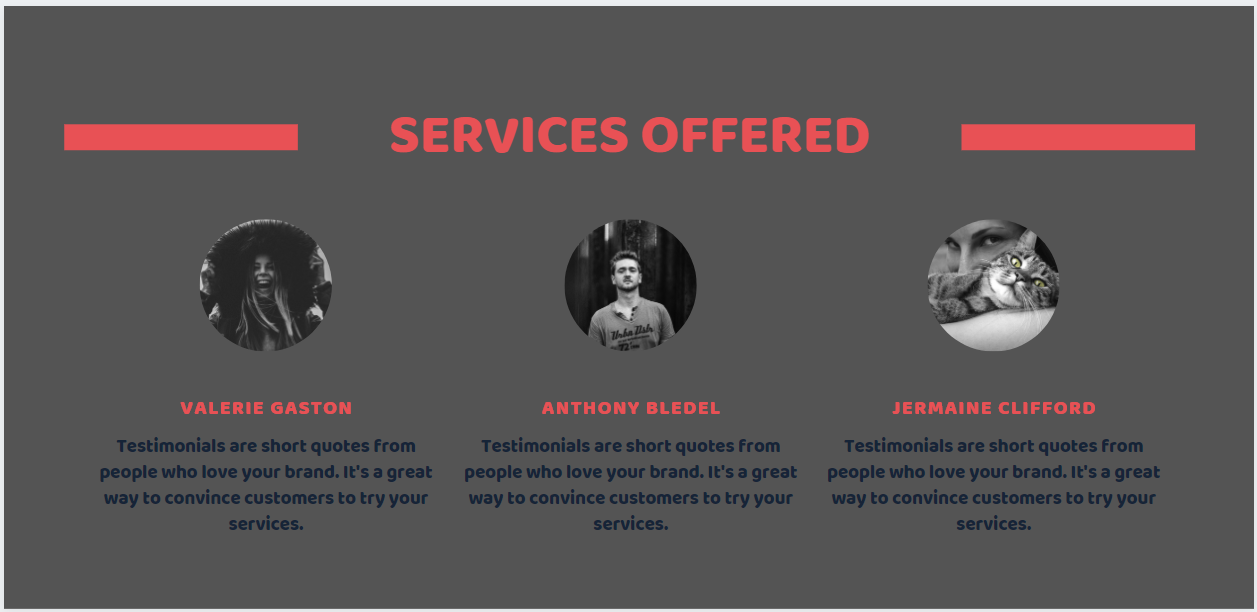 SERVICES OFFERED
VALERIE GASTON
Testimonials are short quotes from
people who love your brand. It's a great
way to convince customers to try your
services.
ANTHONY BLEDEL
Testimonials are short quotes from
people who love your brand. It's a great
way to convince customers to try your
services.
JERMAINE CLIFFORD
Testimonials are short quotes from
people who love your brand. It's a great
way to convince customers to try your
services.